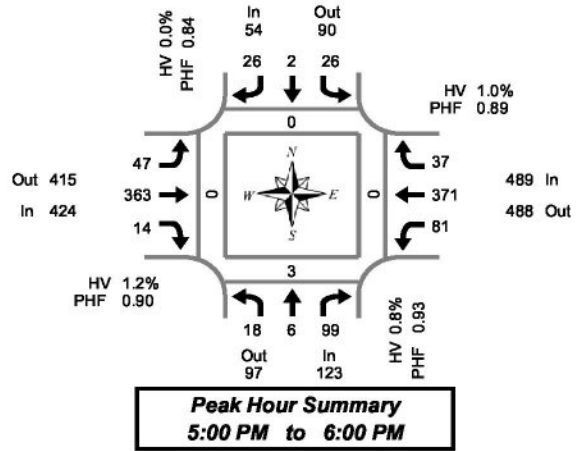 In Out
54 90
26 2 26
HV 0.0%
PHF 0.84
HV 1.0%
PHF 0.89
0
47
37
Out 415
363
0
N
W E
S
0
371
489 In
In 424
14
81
488 Out
HV 1.2%
PHF 0.90
3
HV 0.8%
PHF 0.93
18 6 99
Out In
97 123
Peak Hour Summary
5:00 PM to 6:00 PM